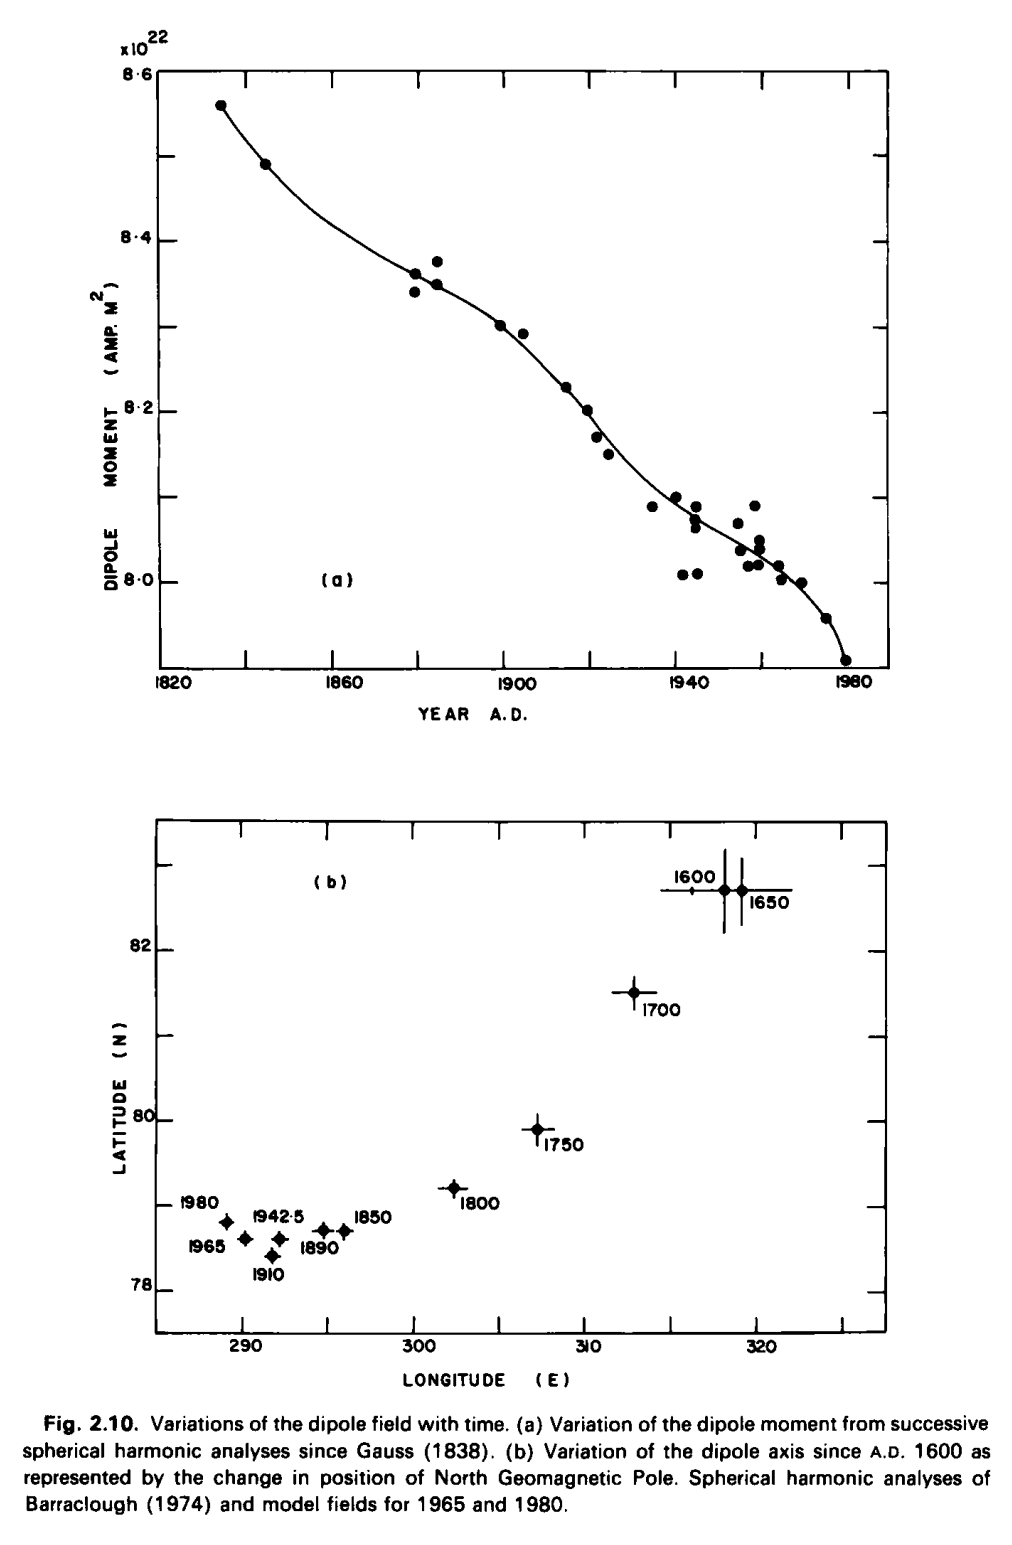 x10²²
8·6
8·4
8·2
8·0
DIPOLE MOMENT (AMP. M²)
(a)
1820 1860 1900 1940 1980
YEAR A.D.
(b)
1600
1650
82
1700
LATITUDE (N)
80
1750
1980
1800
1942·5 1850
1965 1890
1910
78
290 300 310 320
LONGITUDE (E)
Fig. 2.10. Variations of the dipole field with time. (a) Variation of the dipole moment from successive
spherical harmonic analyses since Gauss (1838). (b) Variation of the dipole axis since A.D. 1600 as
represented by the change in position of North Geomagnetic Pole. Spherical harmonic analyses of
Barraclough (1974) and model fields for 1965 and 1980.